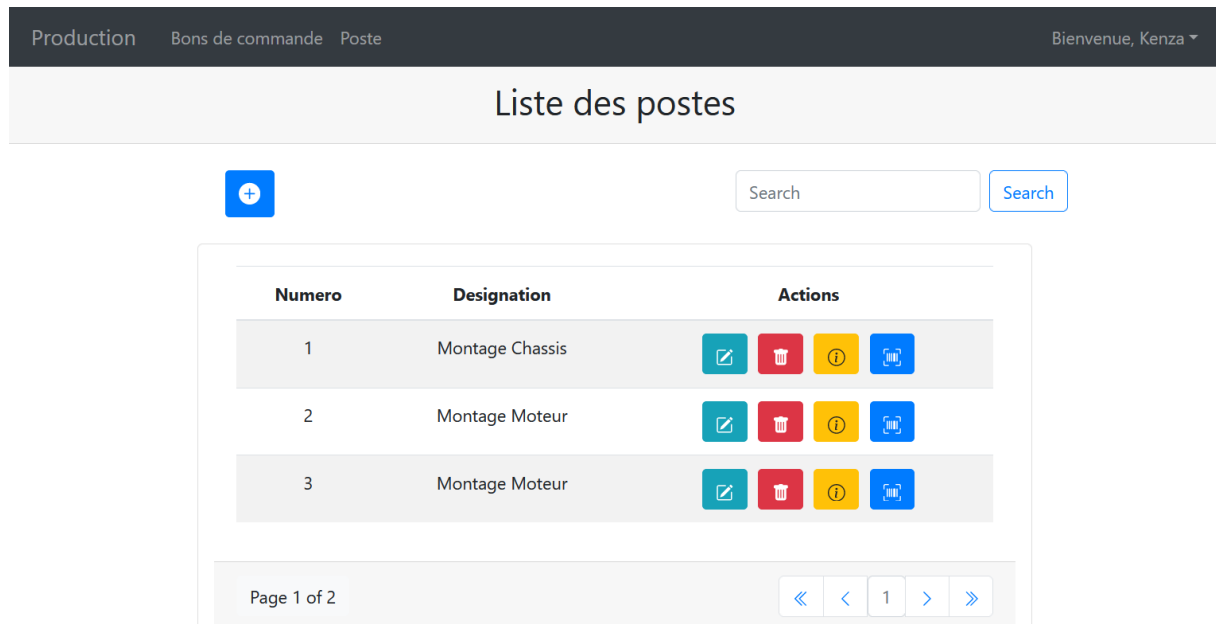 Production Bons de commande Poste Bienvenue, Kenza
Liste des postes
Search Search
Numero Designation Actions
1 Montage Chassis
2 Montage Moteur
3 Montage Moteur
Page 1 of 2 « < 1 > »